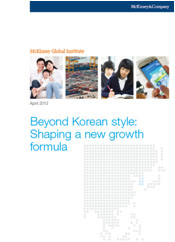 McKinsey&Company
McKinsey Global Institute
April 2013
Beyond Korean style:
Shaping a new growth
formula